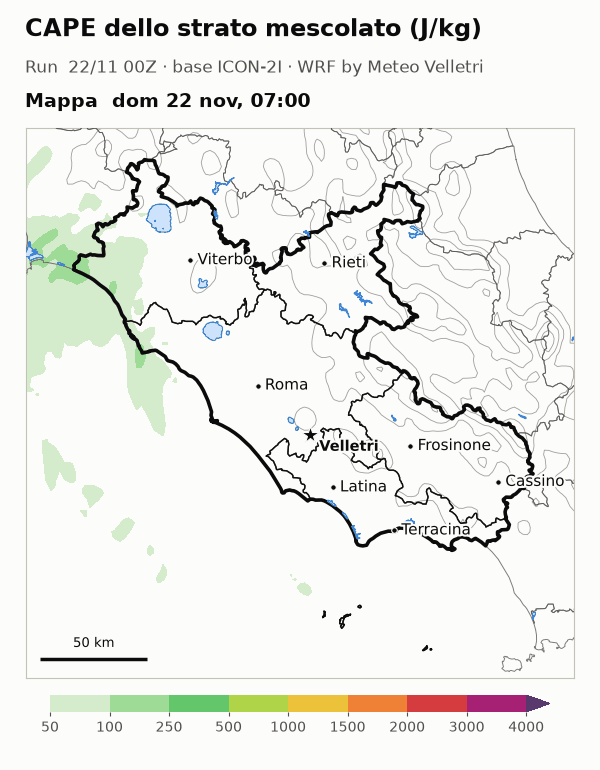 CAPE dello strato mescolato (J/kg)
Run  22/11 00Z · base ICON-2I · WRF by Meteo Velletri
Mappa  dom 22 nov, 07:00
Viterbo
Rieti
Roma
Velletri
Frosinone
Cassino
Latina
Terracina
50 km
50 100 250 500 1000 1500 2000 3000 4000